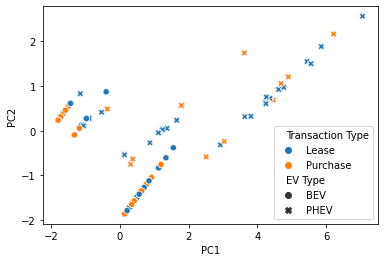 2
1
0
−1
−2
PC2
Transaction Type
Lease
Purchase
EV Type
BEV
PHEV
−2 0 2 4 6
PC1